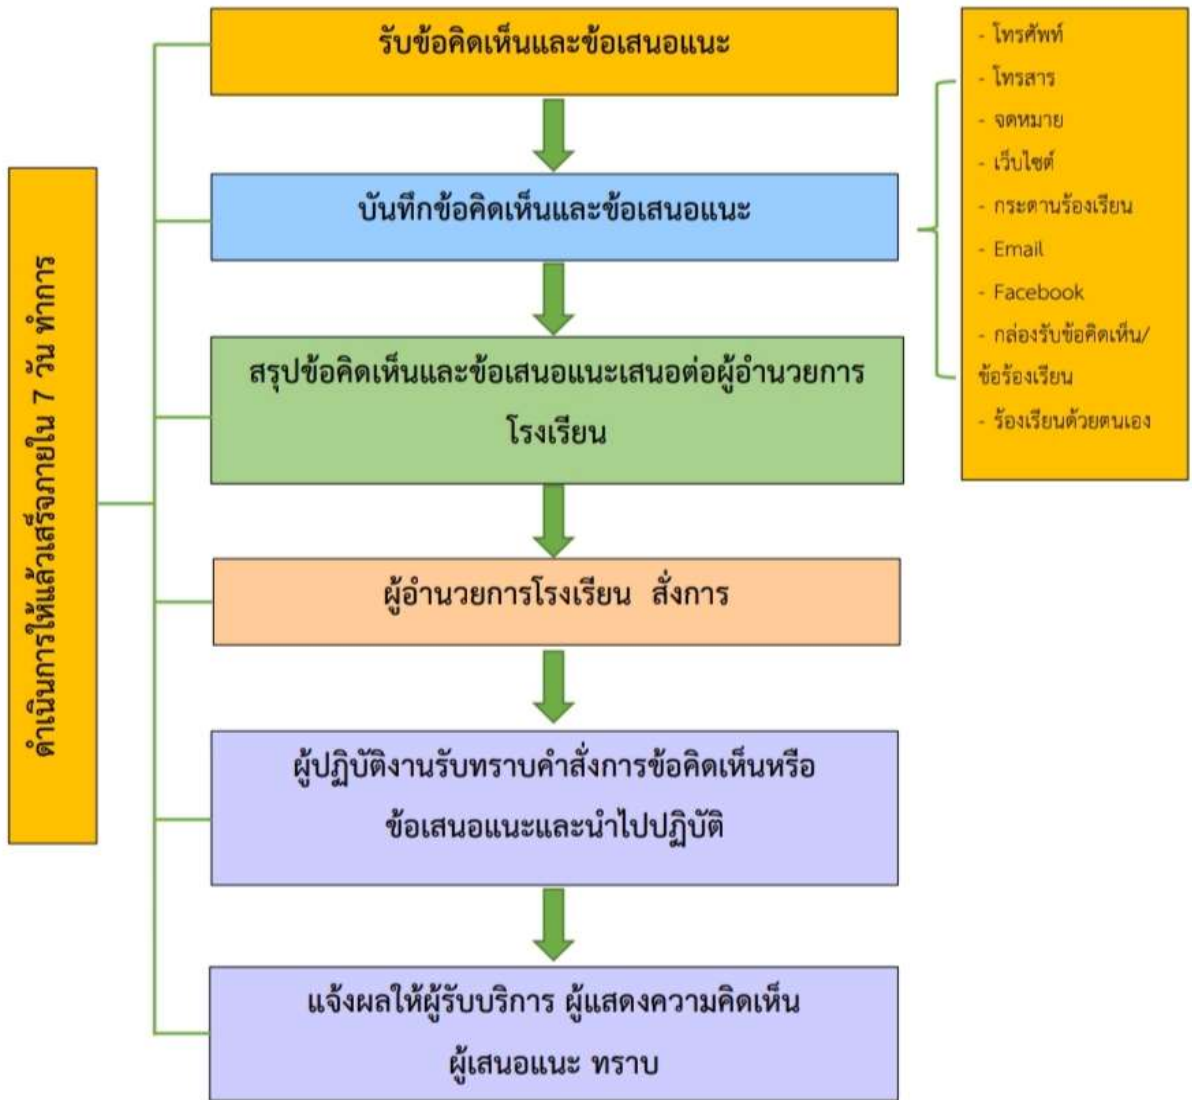 รับข้อคิดเห็นและข้อเสนอแนะ
บันทึกข้อคิดเห็นและข้อเสนอแนะ
สรุปข้อคิดเห็นและข้อเสนอแนะเสนอต่อผู้อำนวยการ
โรงเรียน
ผู้อำนวยการโรงเรียน สั่งการ
ผู้ปฏิบัติงานรับทราบคำสั่งการข้อคิดเห็นหรือ
ข้อเสนอแนะและนำไปปฏิบัติ
แจ้งผลให้ผู้รับบริการ ผู้แสดงความคิดเห็น
ผู้เสนอแนะ ทราบ
ดำเนินการให้แล้วเสร็จภายใน 7 วัน ทำการ
- โทรศัพท์
- โทรสาร
- จดหมาย
- เว็บไซต์
- กระดานร้องเรียน
- Email
- Facebook
- กล่องรับข้อคิดเห็น/
ข้อร้องเรียน
- ร้องเรียนด้วยตนเอง